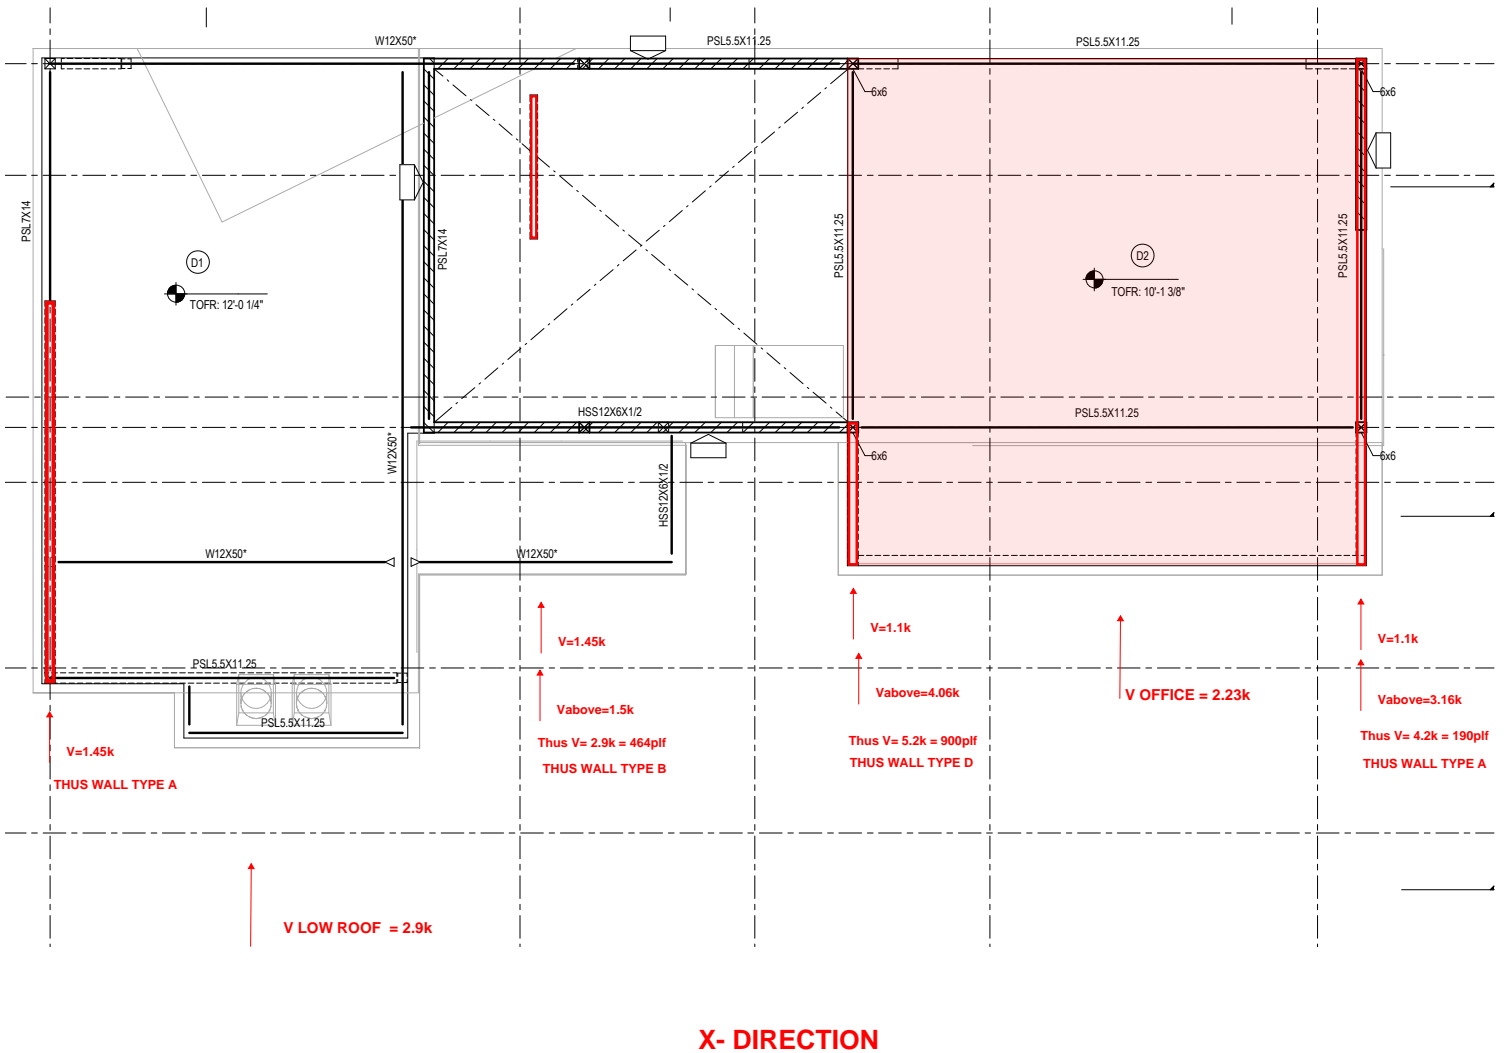 W12X50*
PSL5.5X11.25
PSL5.5X11.25
6x6
6x6
PSL7X14
PSL7X14
PSL5.5X11.25
PSL5.5X11.25
D1
TOFR: 12'-0 1/4"
D2
TOFR: 10'-1 3/8"
HSS12X6X1/2
PSL5.5X11.25
W12X50*
HSS12X6X1/2
6x6
6x6
W12X50*
W12X50*
V=1.45k
V=1.1k
V=1.1k
PSL5.5X11.25
Vabove=1.5k
Vabove=4.06k
V OFFICE = 2.23k
Vabove=3.16k
PSL5.5X11.25
V=1.45k
THUS WALL TYPE A
Thus V= 2.9k = 464plf
THUS WALL TYPE B
Thus V= 5.2k = 900plf
THUS WALL TYPE D
Thus V= 4.2k = 190plf
THUS WALL TYPE A
V LOW ROOF = 2.9k
X- DIRECTION